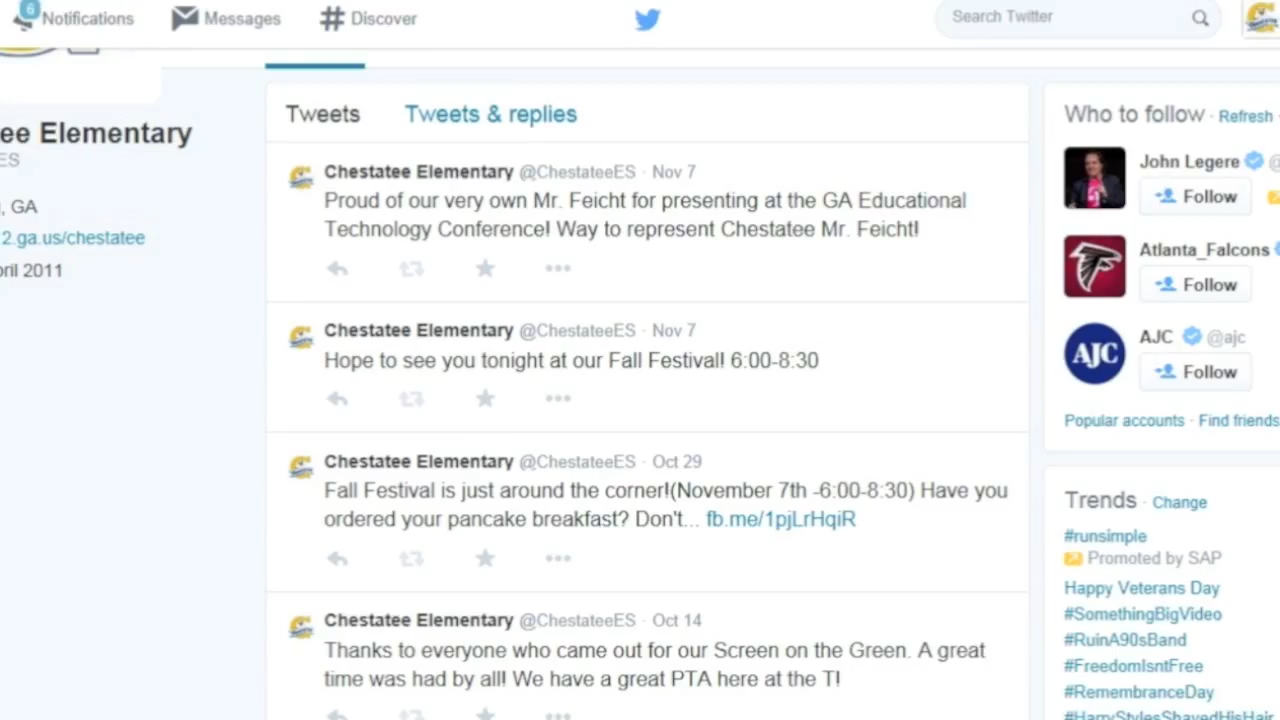 6
Notifications
Messages
# Discover
Search Twitter
ee Elementary
ES
, GA
2.ga.us/chestatee
oril 2011
Tweets
Tweets & replies
Chestatee Elementary @ChestateeES · Nov 7
Proud of our very own Mr. Feicht for presenting at the GA Educational
Technology Conference! Way to represent Chestatee Mr. Feicht!
Chestatee Elementary @ChestateeES · Nov 7
Hope to see you tonight at our Fall Festival! 6:00-8:30
Chestatee Elementary @ChestateeES · Oct 29
Fall Festival is just around the corner!(November 7th -6:00-8:30) Have you
ordered your pancake breakfast? Don't... fb.me/1pjLrHqiR
Chestatee Elementary @ChestateeES · Oct 14
Thanks to everyone who came out for our Screen on the Green. A great
time was had by all! We have a great PTA here at the T!
Who to follow · Refresh
John Legere @
Follow
Atlanta_Falcons
Follow
AJC
AJC @ajc
Follow
Popular accounts · Find friends
Trends · Change
#runsimple
Promoted by SAP
Happy Veterans Day
#SomethingBigVideo
#RuinA90sBand
#FreedomIsntFree
#RemembranceDay
#HarryStylesShavedHisHair